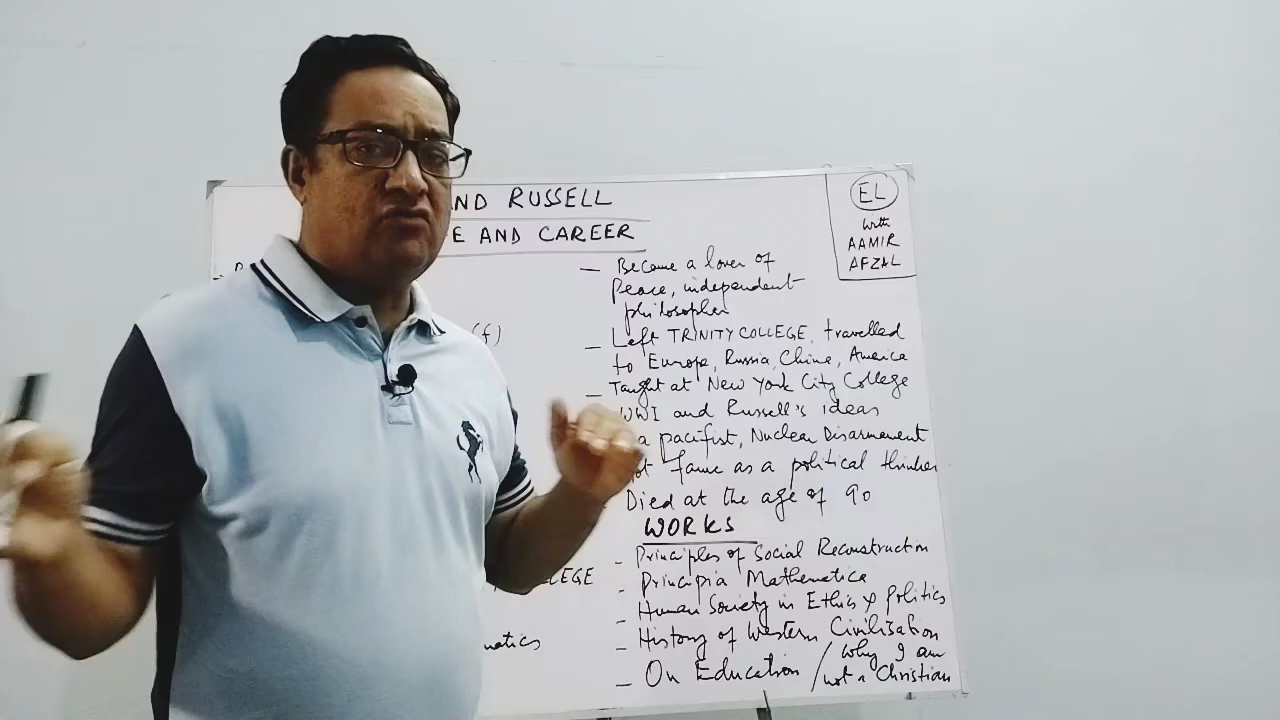 ND RUSSELL
E AND CAREER
EL
with
AAMIR
AFZAL
(f)
LEGE
matics
— Became a lover of
Peace, independent
philosopher
— Left TRINITY COLLEGE, travelled
to Europe, Russia, China, America
— Taught at New York City College
WWI and Russell's ideas
a pacifist, Nuclear Disarmament
fame as a political thinker
Died at the age of 90
WORKS
– Principles of Social Reconstruction
– Principia Mathematica
– Human Society in Ethics & politics
– History of Western Civilisation
– On Education / Why I am
not a Christian